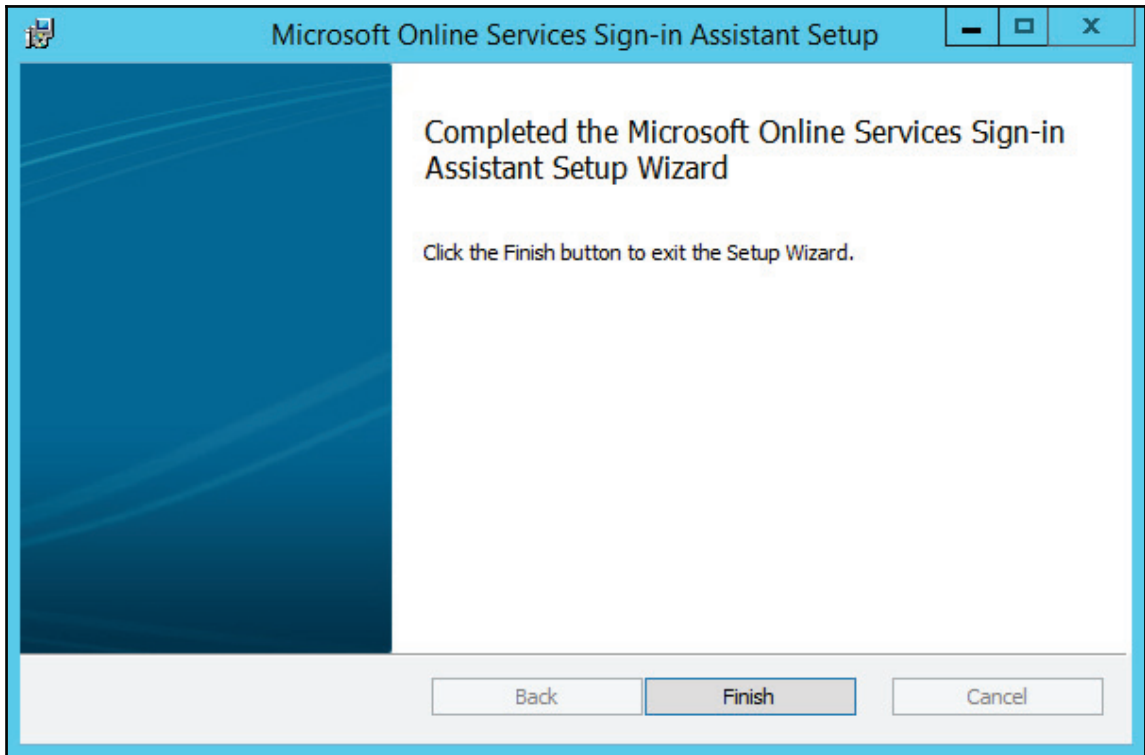 Microsoft Online Services Sign-in Assistant Setup
Completed the Microsoft Online Services Sign-in
Assistant Setup Wizard
Click the Finish button to exit the Setup Wizard.
Back Finish Cancel